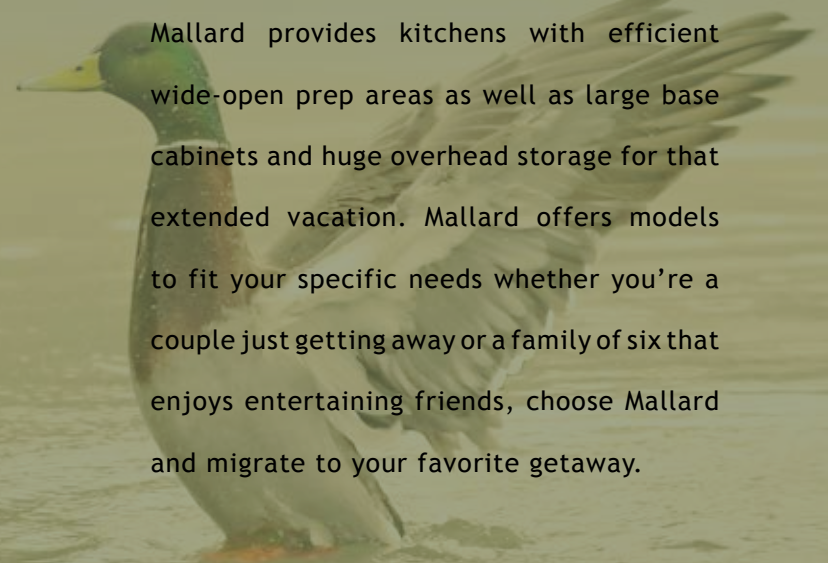 Mallard provides kitchens with efficient
wide-open prep areas as well as large base
cabinets and huge overhead storage for that
extended vacation. Mallard offers models
to fit your specific needs whether you’re a
couple just getting away or a family of six that
enjoys entertaining friends, choose Mallard
and migrate to your favorite getaway.